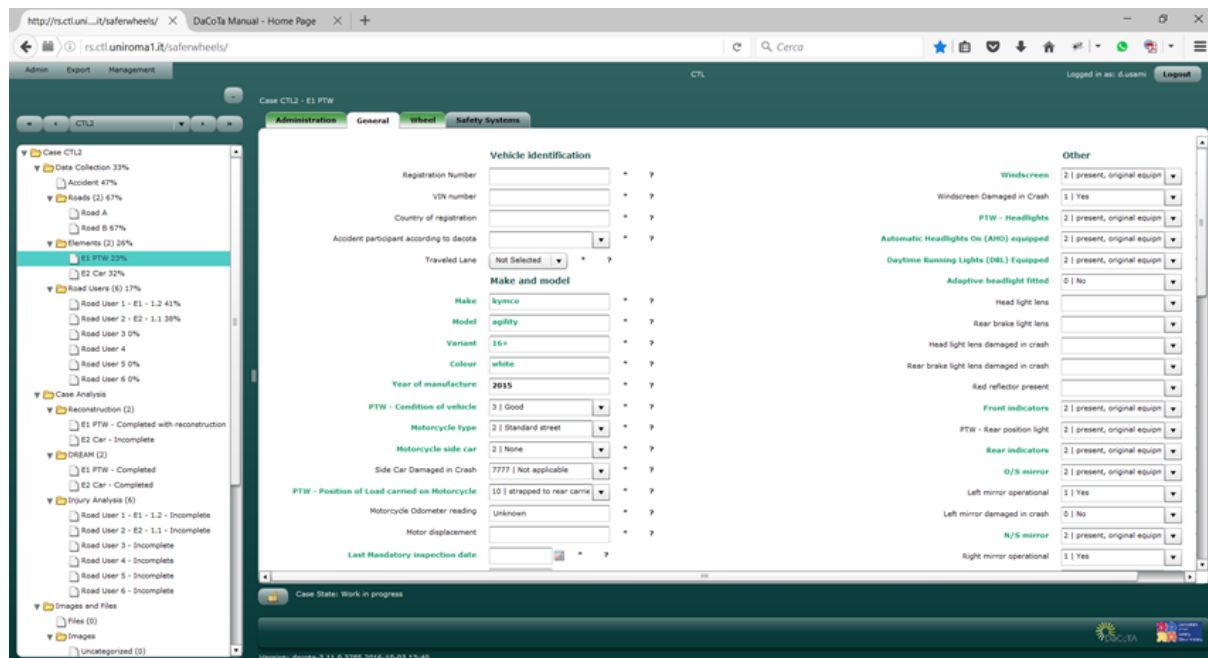 http://rs.ctl.uni....it/saferwheels/
DaCoTa Manual - Home Page
rs.ctl.uniroma1.it/saferwheels/
Cerca
Admin Export Management
CTL
Logged in as: d.usami
Logout
Case CTL2 - E1 PTW
CTL2
Administration General Wheel Safety Systems
Case CTL2
Data Collection 33%
Accident 47%
Roads (2) 67%
Road A
Road B 67%
Elements (2) 26%
E1 PTW 23%
E2 Car 32%
Road Users (6) 17%
Road User 1 - E1 - 1.2 41%
Road User 2 - E2 - 1.1 38%
Road User 3 0%
Road User 4
Road User 5 0%
Road User 6 0%
Case Analysis
Reconstruction (2)
E1 PTW - Completed with reconstruction
E2 Car - Incomplete
DREAM (2)
E1 PTW - Completed
E2 Car - Completed
Injury Analysis (6)
Road User 1 - E1 - 1.2 - Incomplete
Road User 2 - E2 - 1.1 - Incomplete
Road User 3 - Incomplete
Road User 4 - Incomplete
Road User 5 - Incomplete
Road User 6 - Incomplete
Images and Files
Files (0)
Images
Uncategorized (0)
Vehicle identification
Registration Number * ?
VIN number * ?
Country of registration * ?
Accident participant according to dacota * ?
Traveled Lane Not Selected * ?
Make and model
Make kymco * ?
Model agility * ?
Variant 16+ * ?
Colour white * ?
Year of manufacture 2015 * ?
PTW - Condition of vehicle 3 | Good * ?
Motorcycle type 2 | Standard street * ?
Motorcycle side car 2 | None * ?
Side Car Damaged in Crash 7777 | Not applicable * ?
PTW - Position of Load carried on Motorcycle 10 | strapped to rear carrie * ?
Motorcycle Odometer reading Unknown * ?
Motor displacement * ?
Last Mandatory inspection date * ?
Other
Windscreen 2 | present, original equipn
Windscreen Damaged in Crash 1 | Yes
PTW - Headlights 2 | present, original equipn
Automatic Headlights On (AHO) equipped 2 | present, original equipn
Daytime Running Lights (DRL) Equipped 2 | present, original equipn
Adaptive headlight fitted 0 | No
Head light lens
Rear brake light lens
Head light lens damaged in crash
Rear brake light lens damaged in crash
Red reflector present
Front indicators 2 | present, original equipn
PTW - Rear position light 2 | present, original equipn
Rear indicators 2 | present, original equipn
O/S mirror 2 | present, original equipn
Left mirror operational 1 | Yes
Left mirror damaged in crash 0 | No
N/S mirror 2 | present, original equipn
Right mirror operational 1 | Yes
Case State: Work in progress
DaCoTA